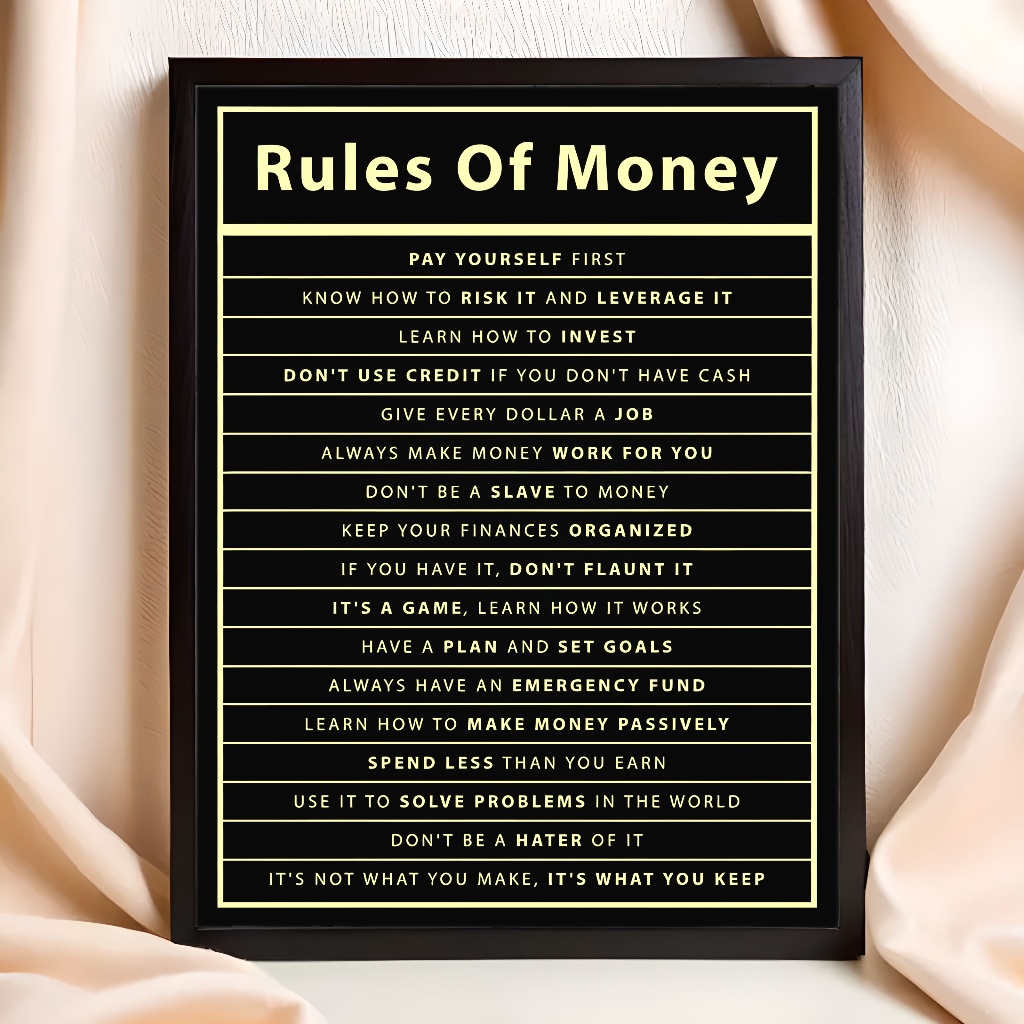 Rules Of Money
PAY YOURSELF FIRST
KNOW HOW TO RISK IT AND LEVERAGE IT
LEARN HOW TO INVEST
DON'T USE CREDIT IF YOU DON'T HAVE CASH
GIVE EVERY DOLLAR A JOB
ALWAYS MAKE MONEY WORK FOR YOU
DON'T BE A SLAVE TO MONEY
KEEP YOUR FINANCES ORGANIZED
IF YOU HAVE IT, DON'T FLAUNT IT
IT'S A GAME, LEARN HOW IT WORKS
HAVE A PLAN AND SET GOALS
ALWAYS HAVE AN EMERGENCY FUND
LEARN HOW TO MAKE MONEY PASSIVELY
SPEND LESS THAN YOU EARN
USE IT TO SOLVE PROBLEMS IN THE WORLD
DON'T BE A HATER OF IT
IT'S NOT WHAT YOU MAKE, IT'S WHAT YOU KEEP